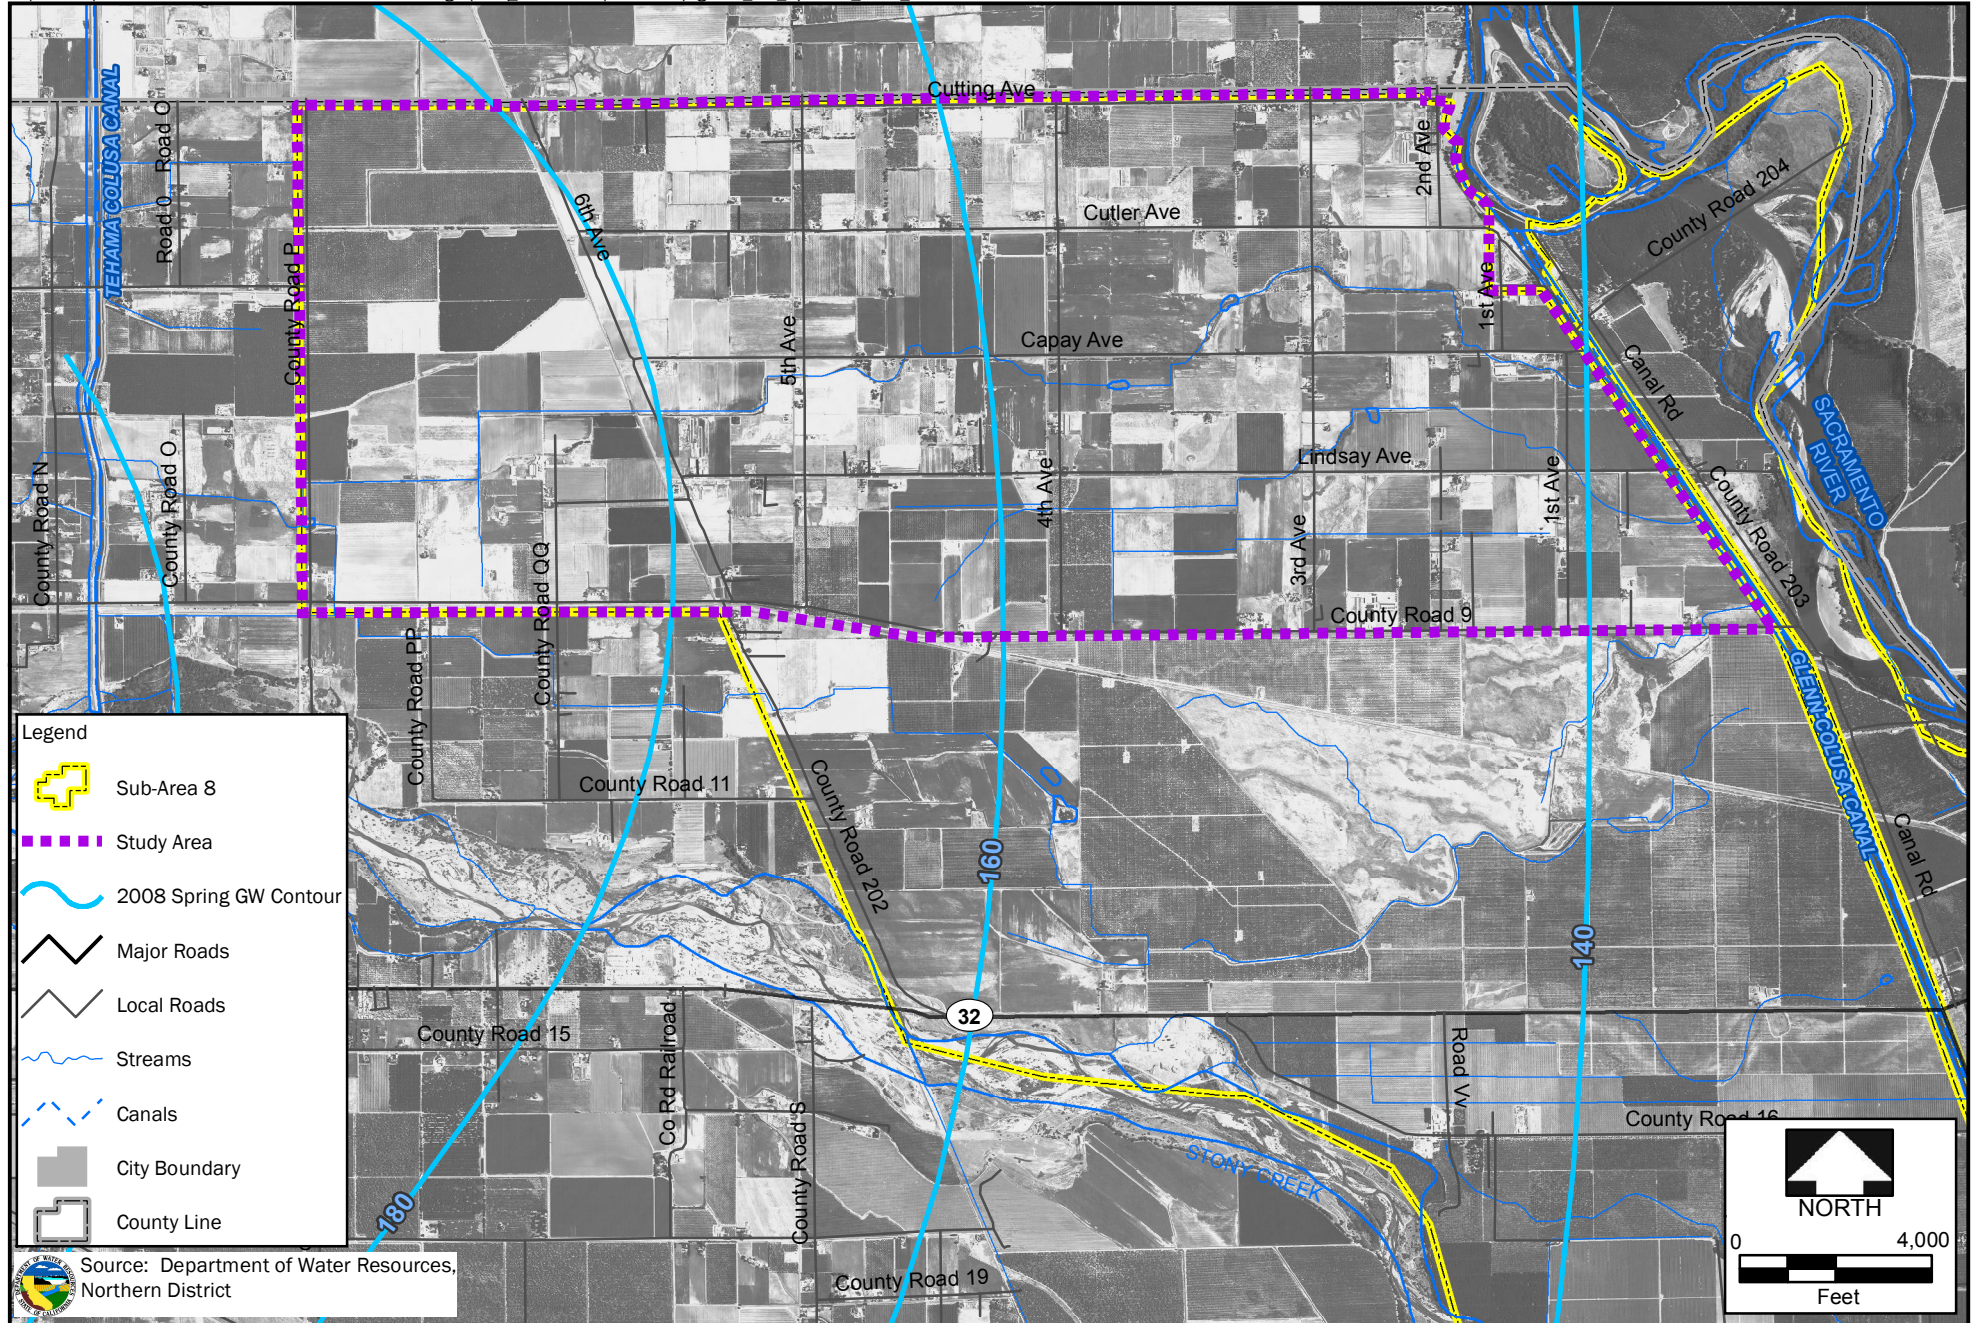 Cutting Ave
TEHAMA COLUSA CANAL
Road O
Road O
2nd Ave
County Road 204
6th Ave
Cutler Ave
County Road P
1st Ave
5th Ave
Capay Ave
Canal Rd
SACRAMENTO
RIVER
County Road N
County Road O
4th Ave
Lindsay Ave
1st Ave
County Road 203
County Road QQ
3rd Ave
County Road 9
County Road PP
GLENN COLUSA CANAL
County Road 11
County Road 202
160
Canal Rd
140
32
County Road 15
Co Rd Railroad
Road Vv
County Road 16
County Road S
STONY CREEK
180
County Road 19
Legend
Sub-Area 8
Study Area
2008 Spring GW Contour
Major Roads
Local Roads
Streams
Canals
City Boundary
County Line
Source: Department of Water Resources,
Northern District
NORTH
0 4,000
Feet